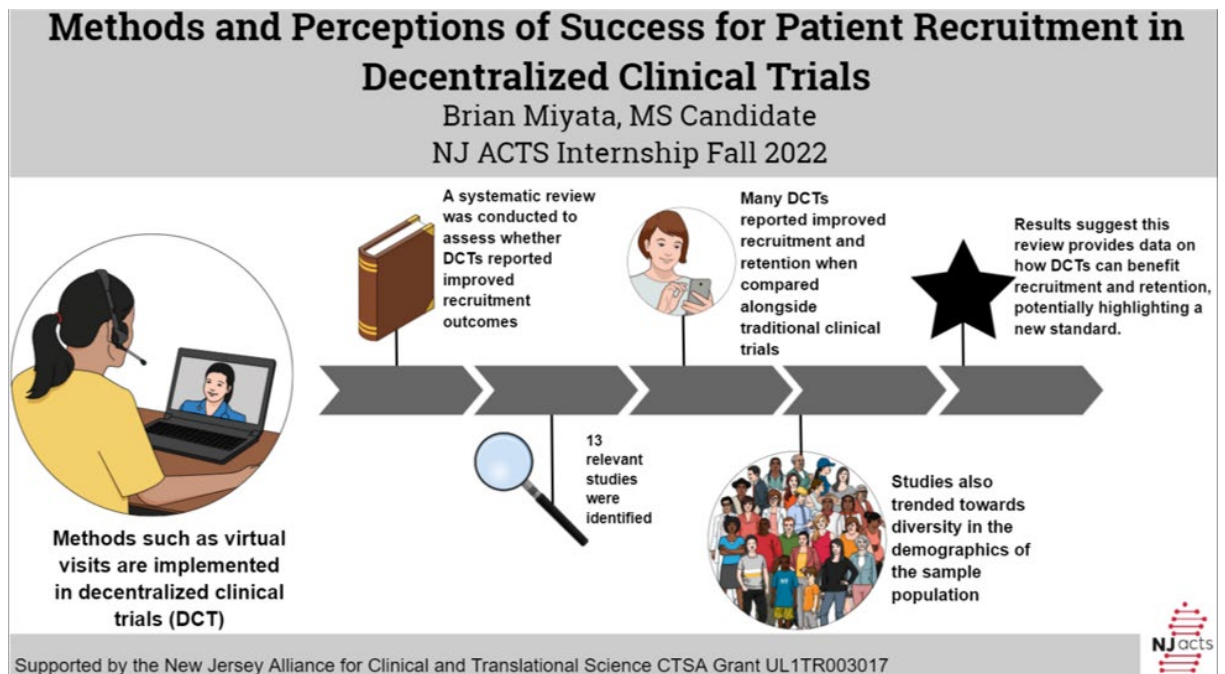 Methods and Perceptions of Success for Patient Recruitment in
Decentralized Clinical Trials
Brian Miyata, MS Candidate
NJ ACTS Internship Fall 2022
Methods such as virtual
visits are implemented
in decentralized clinical
trials (DCT)
A systematic review
was conducted to
assess whether
DCTs reported
improved
recruitment
outcomes
13
relevant
studies
were
identified
Many DCTs
reported improved
recruitment and
retention when
compared
alongside
traditional clinical
trials
Studies also
trended towards
diversity in the
demographics of
the sample
population
Results suggest this
review provides data on
how DCTs can benefit
recruitment and retention,
potentially highlighting a
new standard.
Supported by the New Jersey Alliance for Clinical and Translational Science CTSA Grant UL1TR003017
NJ acts